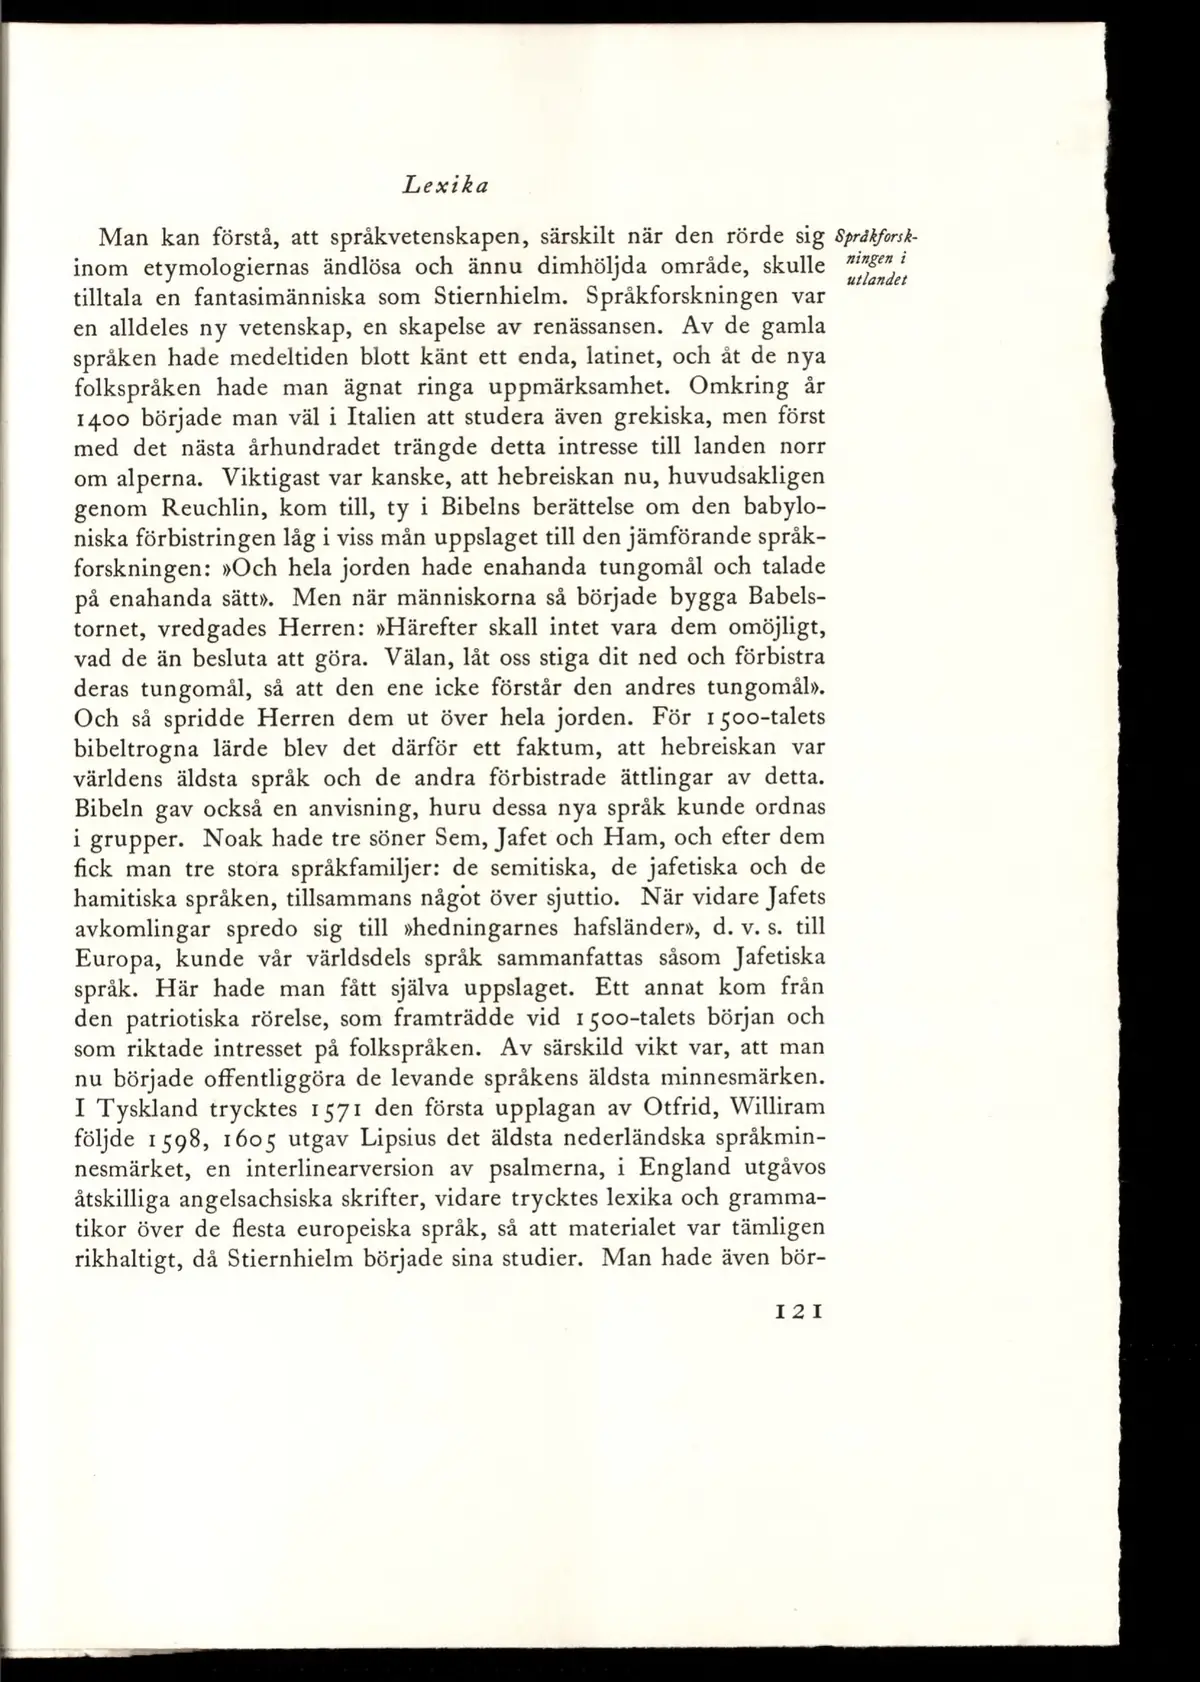 Lexika
Man kan förstå, att språkvetenskapen, särskilt när den rörde sig
inom etymologiernas ändlösa och ännu dimhöljda område, skulle
tilltala en fantasimänniska som Stiernhielm. Språkforskningen var
en alldeles ny vetenskap, en skapelse av renässansen. Av de gamla
språken hade medeltiden blott känt ett enda, latinet, och åt de nya
folkspråken hade man ägnat ringa uppmärksamhet. Omkring år
1400 började man väl i Italien att studera även grekiska, men först
med det nästa århundradet trängde detta intresse till landen norr
om alperna. Viktigast var kanske, att hebreiskan nu, huvudsakligen
genom Reuchlin, kom till, ty i Bibelns berättelse om den babylo-
niska förbistringen låg i viss mån uppslaget till den jämförande språk-
forskningen: »Och hela jorden hade enahanda tungomål och talade
på enahanda sätt». Men när människorna så började bygga Babels-
tornet, vredgades Herren: »Härefter skall intet vara dem omöjligt,
vad de än besluta att göra. Välan, låt oss stiga dit ned och förbistra
deras tungomål, så att den ene icke förstår den andres tungomål».
Och så spridde Herren dem ut över hela jorden. För 1500-talets
bibeltrogna lärde blev det därför ett faktum, att hebreiskan var
världens äldsta språk och de andra förbistrade ättlingar av detta.
Bibeln gav också en anvisning, huru dessa nya språk kunde ordnas
i grupper. Noak hade tre söner Sem, Jafet och Ham, och efter dem
fick man tre stora språkfamiljer: de semitiska, de jafetiska och de
hamitiska språken, tillsammans något över sjuttio. När vidare Jafets
avkomlingar spredo sig till »hedningarnes hafsländer», d. v. s. till
Europa, kunde vår världsdels språk sammanfattas såsom Jafetiska
språk. Här hade man fått själva uppslaget. Ett annat kom från
den patriotiska rörelse, som framträdde vid 1500-talets början och
som riktade intresset på folkspråken. Av särskild vikt var, att man
nu började offentliggöra de levande språkens äldsta minnesmärken.
I Tyskland trycktes 1571 den första upplagan av Otfrid, Williram
följde 1598, 1605 utgav Lipsius det äldsta nederländska språkmin-
nesmärket, en interlinearversion av psalmerna, i England utgåvos
åtskilliga angelsachsiska skrifter, vidare trycktes lexika och gramma-
tikor över de flesta europeiska språk, så att materialet var tämligen
rikhaltigt, då Stiernhielm började sina studier. Man hade även bör-
Språkforsk-
ningen i
utlandet
121